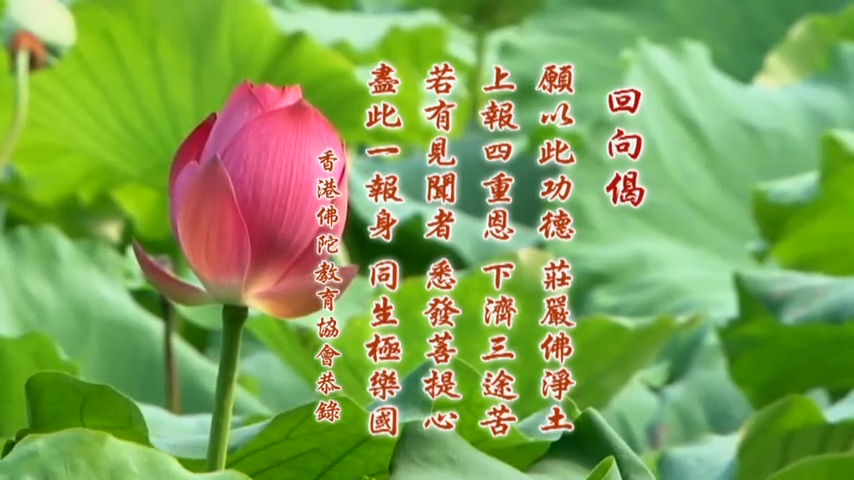 回向偈
願以此功德 莊嚴佛淨土
上報四重恩 下濟三途苦
若有見聞者 悉發菩提心
盡此一報身 同生極樂國
香港佛陀教育協會恭錄